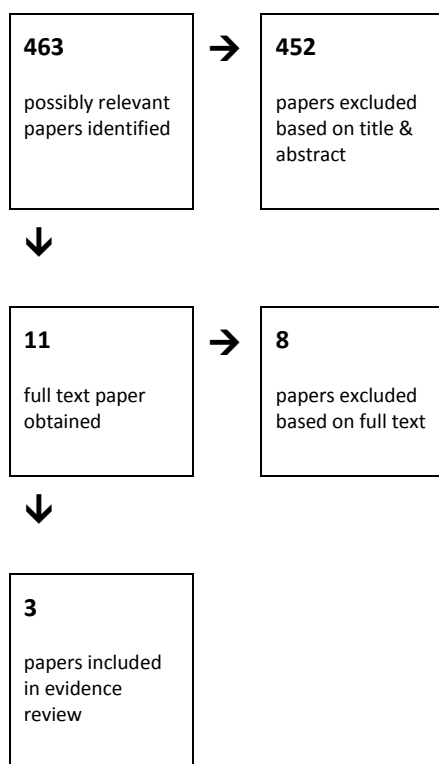 463
possibly relevant
papers identified
452
papers excluded
based on title &
abstract
11
full text paper
obtained
8
papers excluded
based on full text
3
papers included
in evidence
review